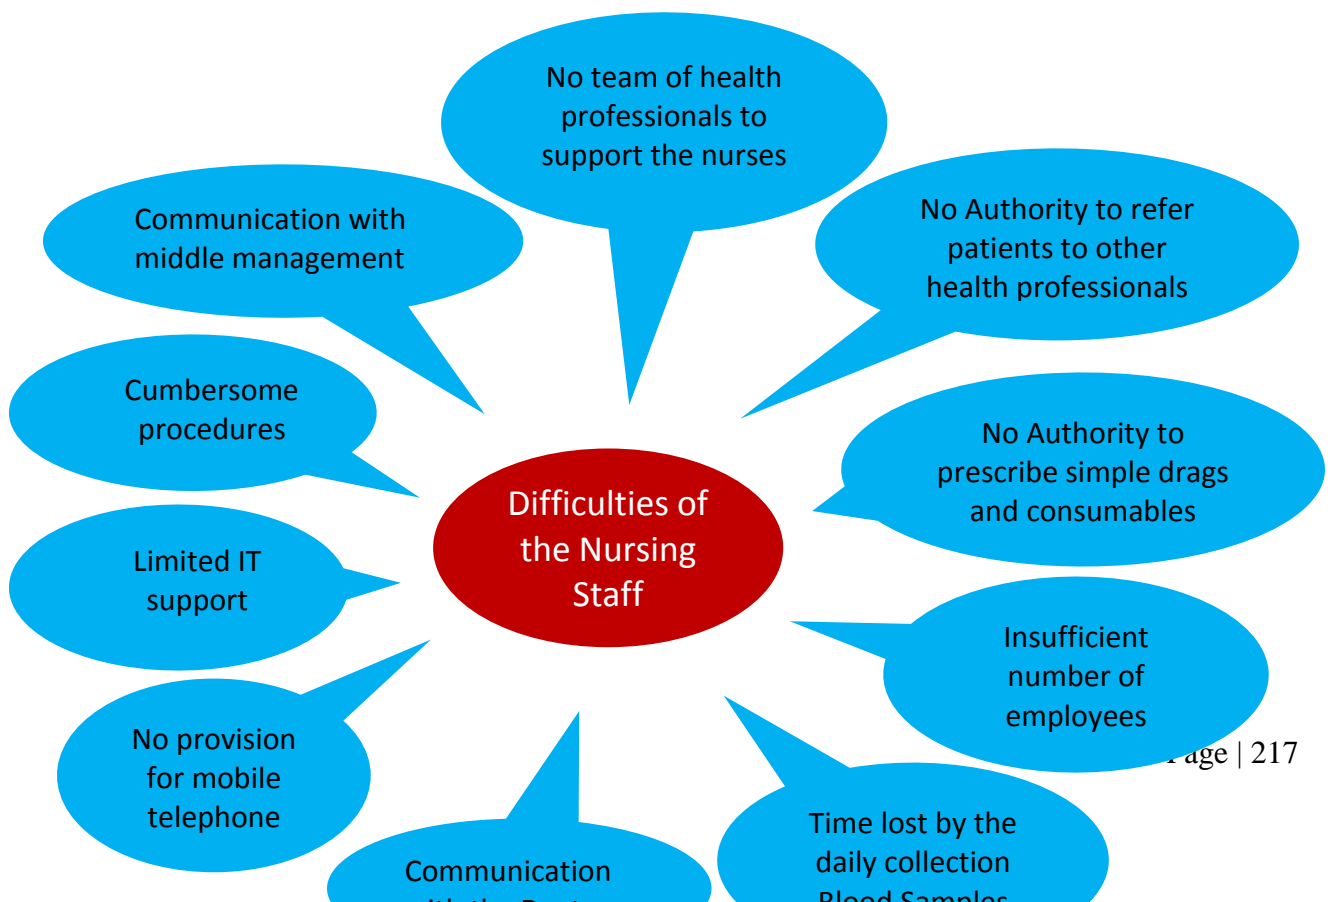 No team of health
professionals to
support the nurses
Communication with
middle management
No Authority to refer
patients to other
health professionals
Cumbersome
procedures
No Authority to
prescribe simple drags
and consumables
Difficulties of
the Nursing
Staff
Limited IT
support
Insufficient
number of
employees
No provision
for mobile
telephone
Page | 217
Time lost by the
daily collection
Blood Samples
Communication
the